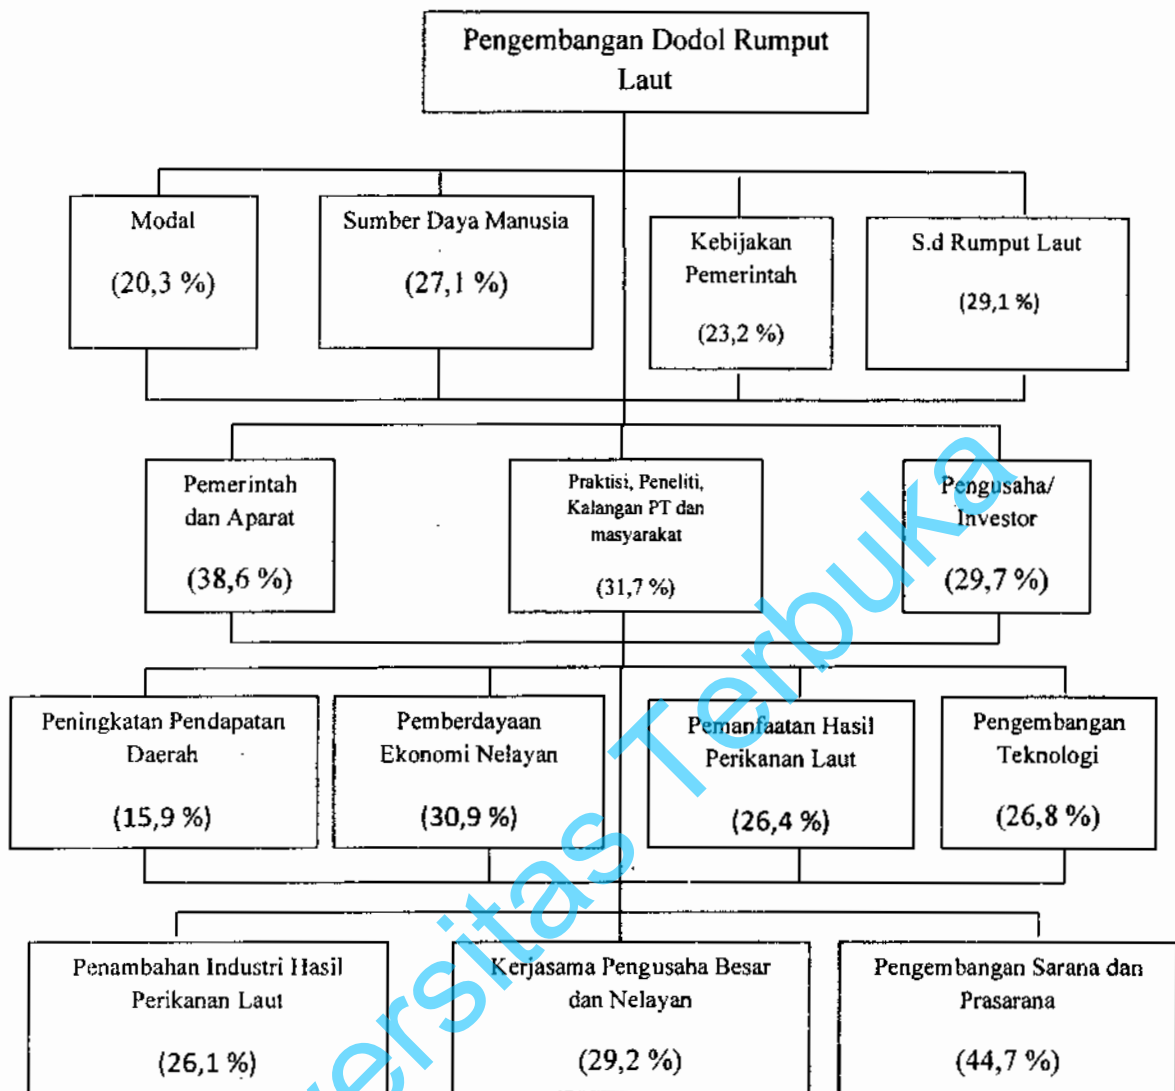 Pengembangan Dodol Rumput
Laut
Modal
(20,3 %)
Sumber Daya Manusia
(27,1 %)
Kebijakan
Pemerintah
(23,2 %)
S.d Rumput Laut
(29,1 %)
Pemerintah
dan Aparat
(38,6 %)
Praktisi, Peneliti,
Kalangan PT dan
masyarakat
(31,7 %)
Pengusaha/
Investor
(29,7 %)
Peningkatan Pendapatan
Daerah
(15,9 %)
Pemberdayaan
Ekonomi Nelayan
(30,9 %)
Pemanfaatan Hasil
Perikanan Laut
(26,4 %)
Pengembangan
Teknologi
(26,8 %)
Penambahan Industri Hasil
Perikanan Laut
(26,1 %)
Kerjasama Pengusaha Besar
dan Nelayan
(29,2 %)
Pengembangan Sarana dan
Prasarana
(44,7 %)
ersitas Terbuka